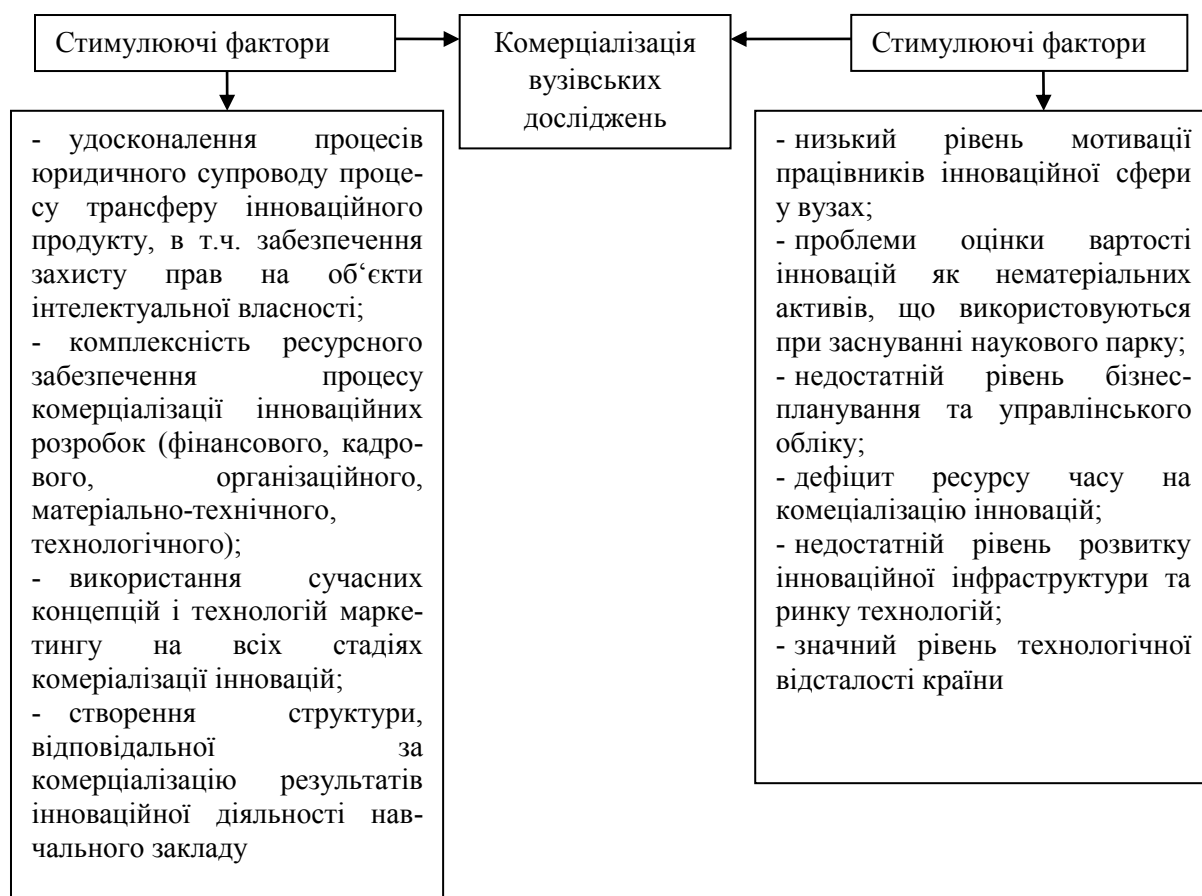 Стимулюючі фактори
Комерціалізація
вузівських
досліджень
Стимулюючі фактори
- удосконалення процесів
юридичного супроводу проце-
су трансферу інноваційного
продукту, в т.ч. забезпечення
захисту прав на об‘єкти
інтелектуальної власності;
- комплексність ресурсного
забезпечення процесу
комерціалізації інноваційних
розробок (фінансового, кадро-
вого, організаційного,
матеріально-технічного,
технологічного);
- використання сучасних
концепцій і технологій марке-
тингу на всіх стадіях
комеріалізації інновацій;
- створення структури,
відповідальної за
комерціалізацію результатів
інноваційної діяльності нав-
чального закладу
- низький рівень мотивації
працівників інноваційної сфери
у вузах;
- проблеми оцінки вартості
інновацій як нематеріальних
активів, що використовуються
при заснуванні наукового парку;
- недостатній рівень бізнес-
планування та управлінського
обліку;
- дефіцит ресурсу часу на
комеціалізацію інновацій;
- недостатній рівень розвитку
інноваційної інфраструктури та
ринку технологій;
- значний рівень технологічної
відсталості країни